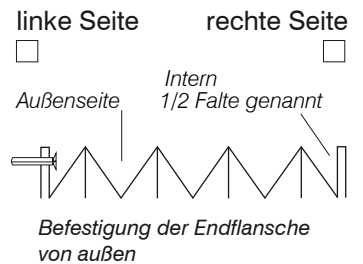 linke Seite rechte Seite
Intern
Außenseite 1/2 Falte genannt
Befestigung der Endflansche
von außen